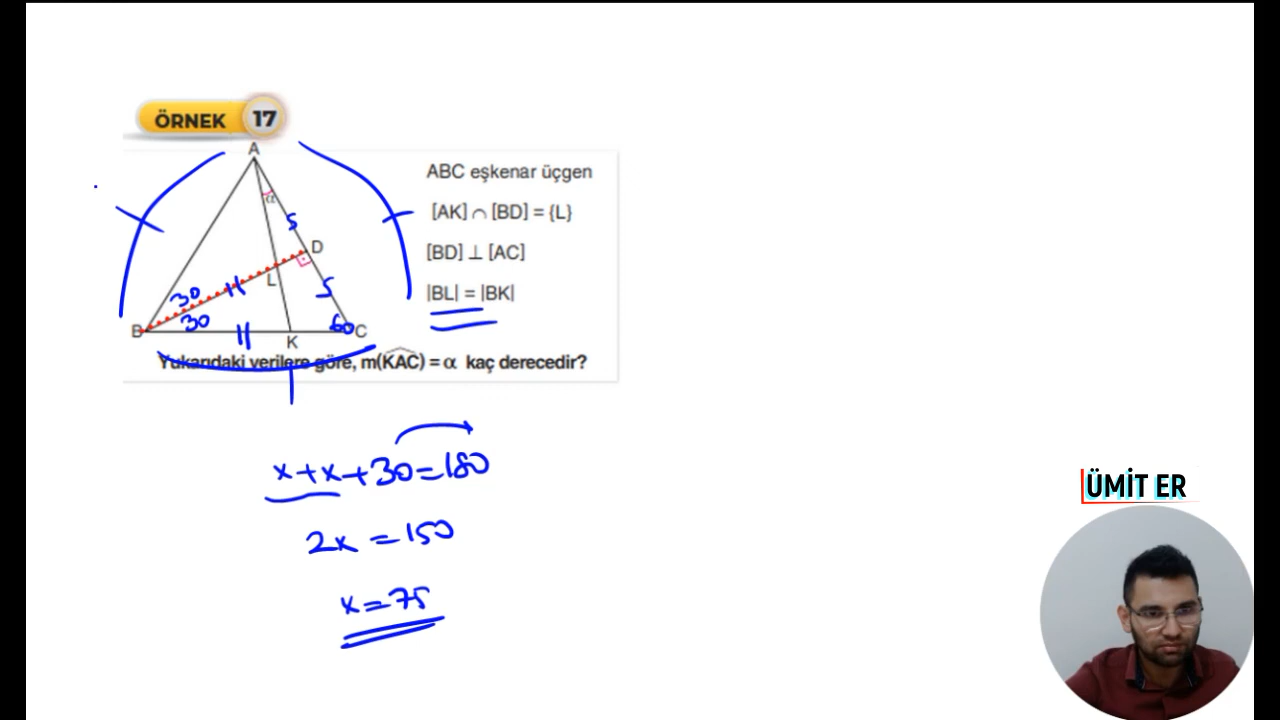 ÖRNEK 17
A
α
5
D
L
5
30
30
60
B
K
C
ABC eşkenar üçgen
[AK] ∩ [BD] = {L}
[BD] ⊥ [AC]
|BL| = |BK|
Yukarıdaki verilere göre, m(KAC) = α kaç derecedir?
x+x+30=180
2x=150
x=75
ÜMİT ER